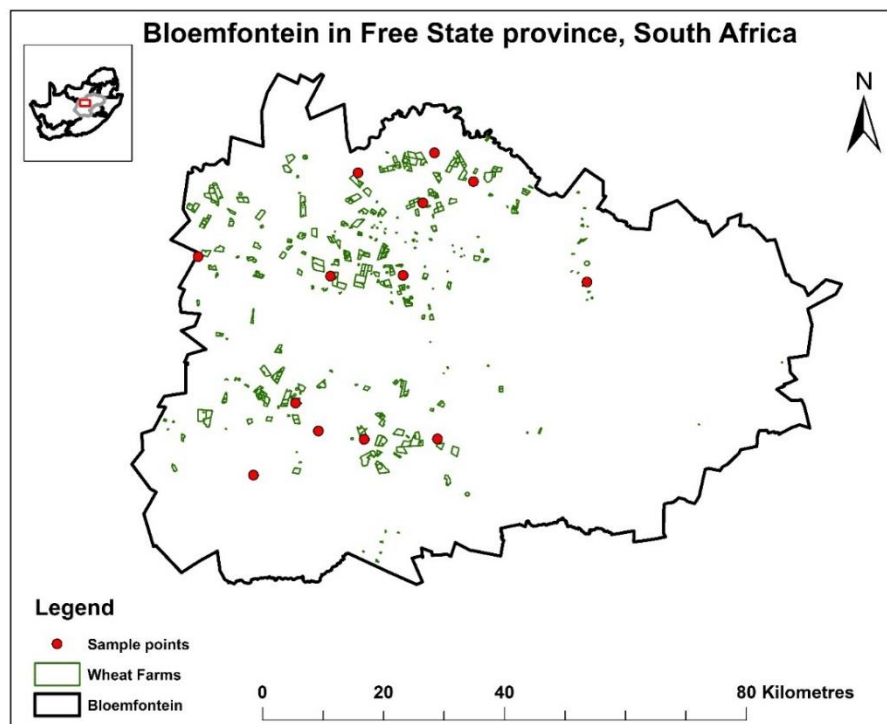 Bloemfontein in Free State province, South Africa
N
Legend
Sample points
Wheat Farms
Bloemfontein
0 20 40 80 Kilometres